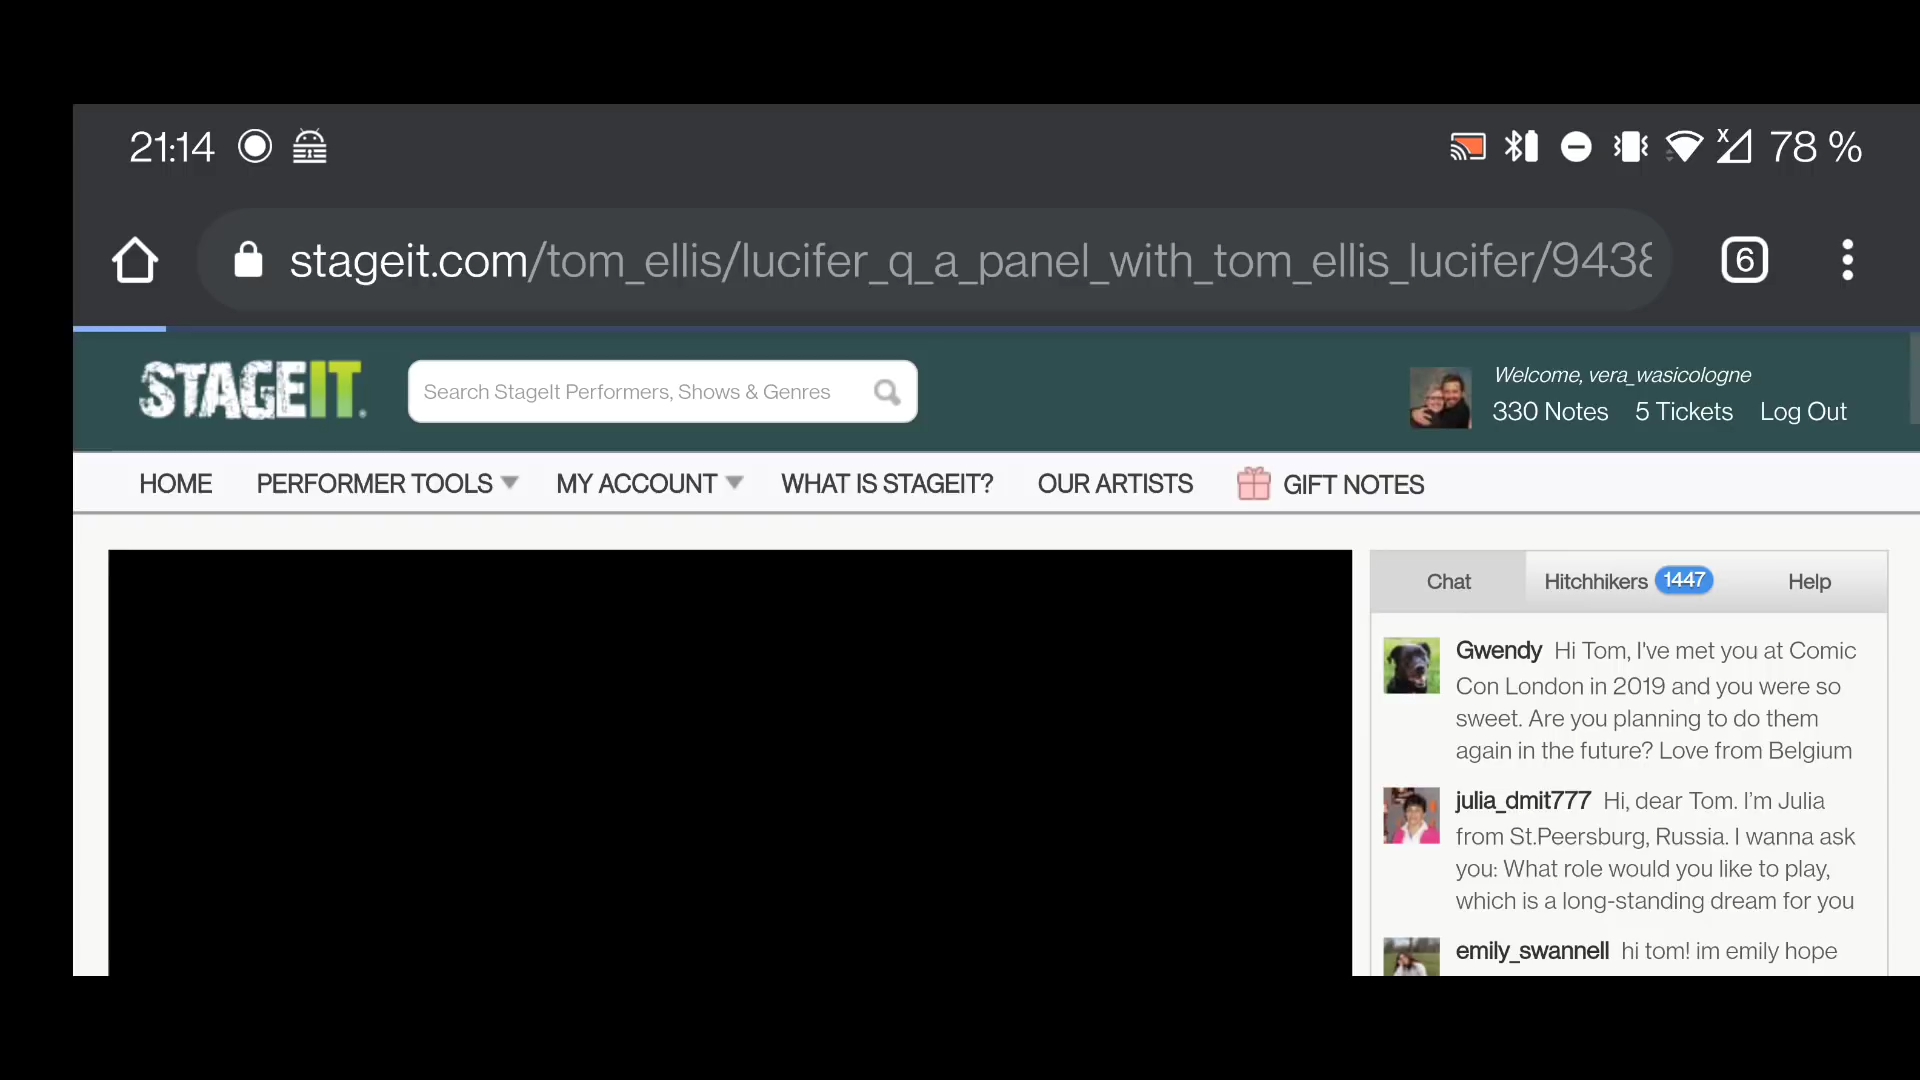 21:14
78 %
stageit.com/tom_ellis/lucifer_q_a_panel_with_tom_ellis_lucifer/9438
6
STAGEIT.
Search StageIt Performers, Shows & Genres
Welcome, vera_wasicologne
330 Notes 5 Tickets Log Out
HOME PERFORMER TOOLS MY ACCOUNT WHAT IS STAGEIT? OUR ARTISTS GIFT NOTES
Chat Hitchhikers 1447 Help
Gwendy Hi Tom, I've met you at Comic
Con London in 2019 and you were so
sweet. Are you planning to do them
again in the future? Love from Belgium
julia_dmit777 Hi, dear Tom. I'm Julia
from St.Peersburg, Russia. I wanna ask
you: What role would you like to play,
which is a long-standing dream for you
emily_swannell hi tom! im emily hope